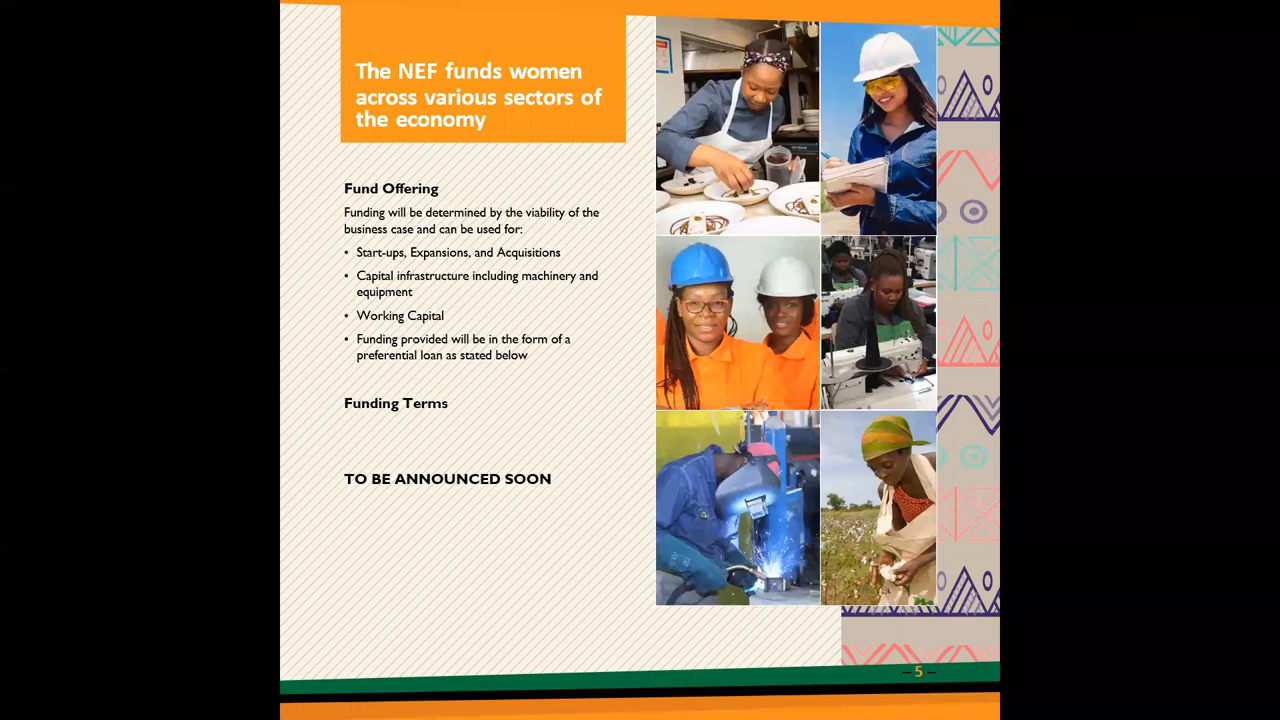 The NEF funds women
across various sectors of
the economy
Fund Offering
Funding will be determined by the viability of the
business case and can be used for:
• Start-ups, Expansions, and Acquisitions
• Capital infrastructure including machinery and
equipment
• Working Capital
• Funding provided will be in the form of a
preferential loan as stated below
Funding Terms
TO BE ANNOUNCED SOON
– 5 –